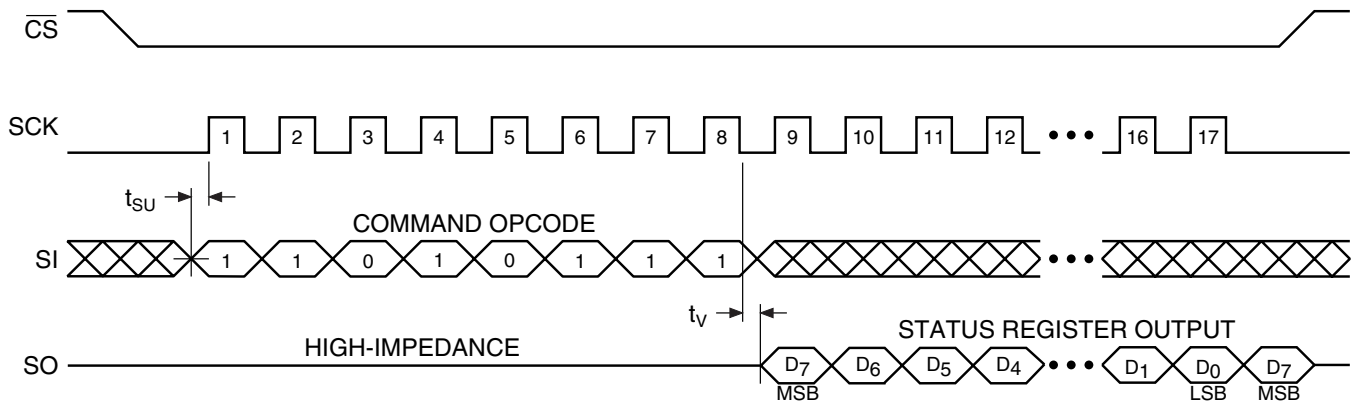 CS
SCK 1 2 3 4 5 6 7 8 9 10 11 12 ••• 16 17
tSU
COMMAND OPCODE
SI 1 1 0 1 0 1 1 1 •••
tV
HIGH-IMPEDANCE STATUS REGISTER OUTPUT
SO D7 D6 D5 D4 ••• D1 D0 D7
MSB LSB MSB